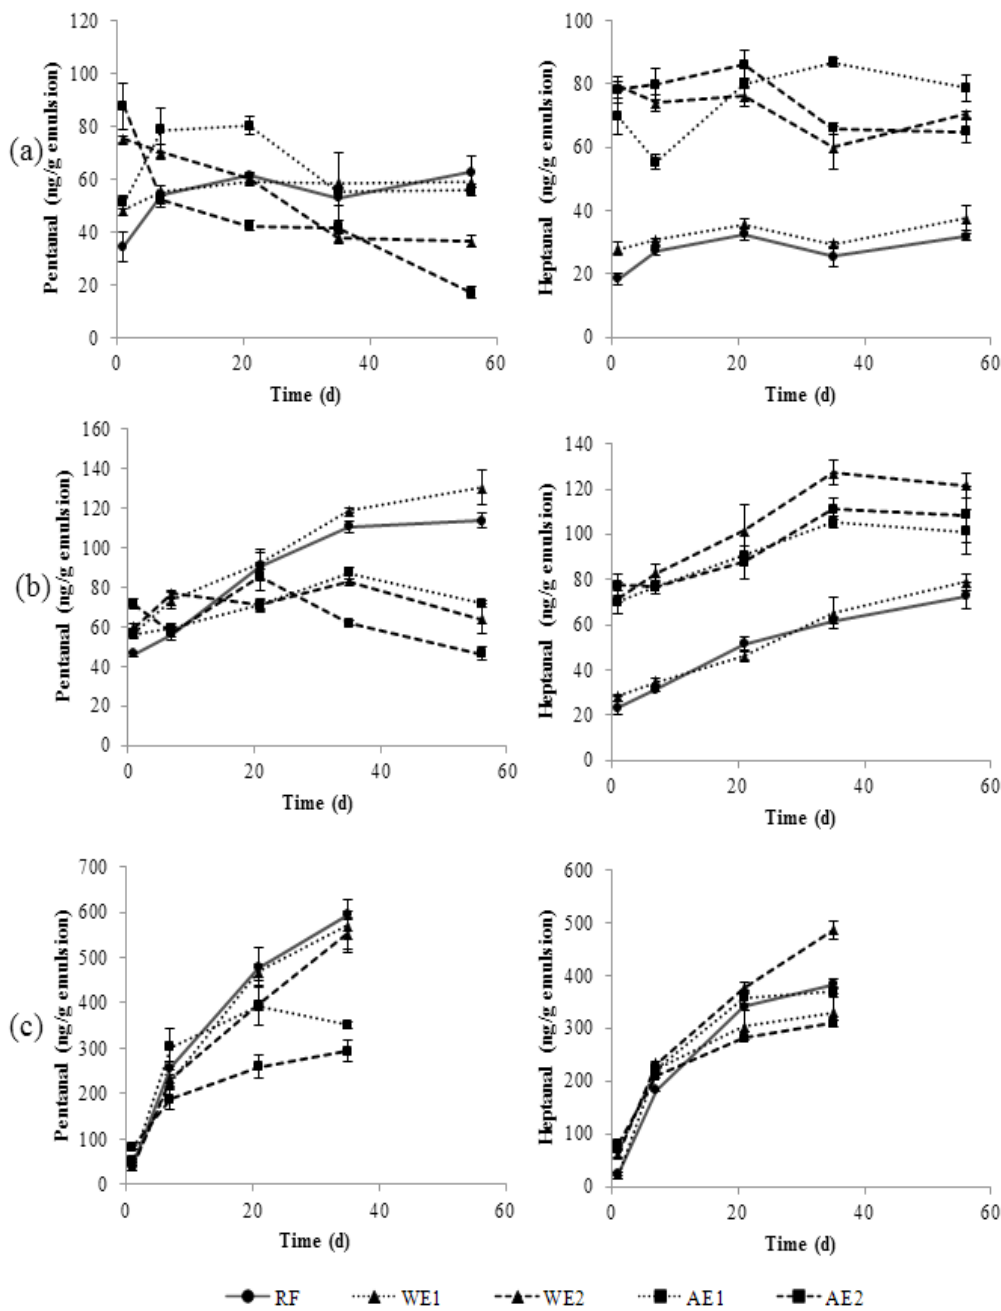 (a)
Pentanal (ng/g emulsion)
120
100
80
60
40
20
0
0 20 40 60
Time (d)
Heptanal (ng/g emulsion)
100
80
60
40
20
0
0 20 40 60
Time (d)
(b)
Pentanal (ng/g emulsion)
160
140
120
100
80
60
40
20
0
0 20 40 60
Time (d)
Heptanal (ng/g emulsion)
140
120
100
80
60
40
20
0
0 20 40 60
Time (d)
(c)
Pentanal (ng/g emulsion)
700
600
500
400
300
200
100
0
0 20 40 60
Time (d)
Heptanal (ng/g emulsion)
600
500
400
300
200
100
0
0 20 40 60
Time (d)
RF WE1 WE2 AE1 AE2